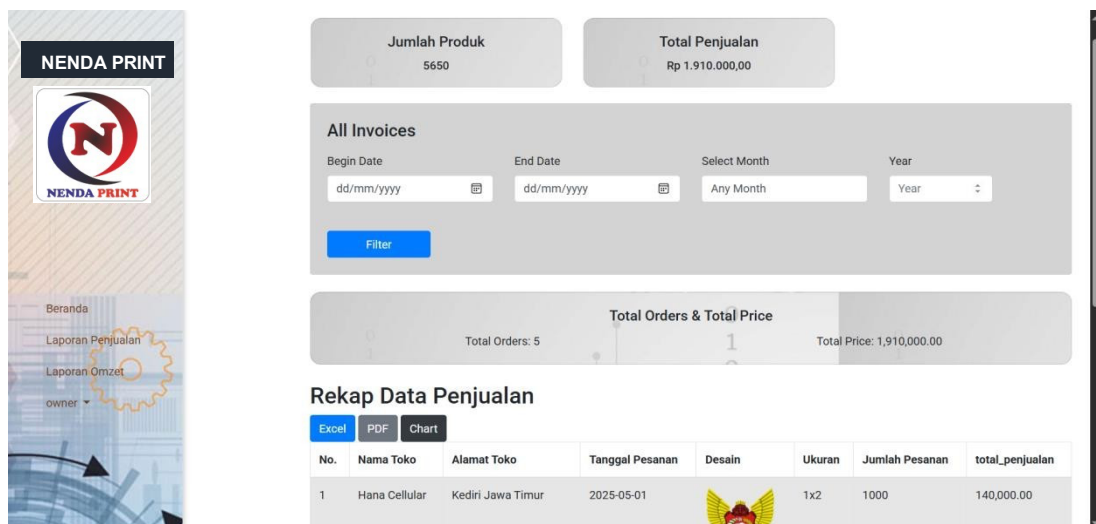 NENDA PRINT
N
NENDA PRINT
Beranda
Laporan Penjualan
Laporan Omzet
owner
Jumlah Produk
5650
Total Penjualan
Rp 1.910.000,00
All Invoices
Begin Date
End Date
Select Month
Year
dd/mm/yyyy
dd/mm/yyyy
Any Month
Year
Filter
Total Orders & Total Price
Total Orders: 5
Total Price: 1,910,000.00
Rekap Data Penjualan
Excel PDF Chart
No. Nama Toko Alamat Toko Tanggal Pesanan Desain Ukuran Jumlah Pesanan total_penjualan
1 Hana Cellular Kediri Jawa Timur 2025-05-01 1x2 1000 140,000.00